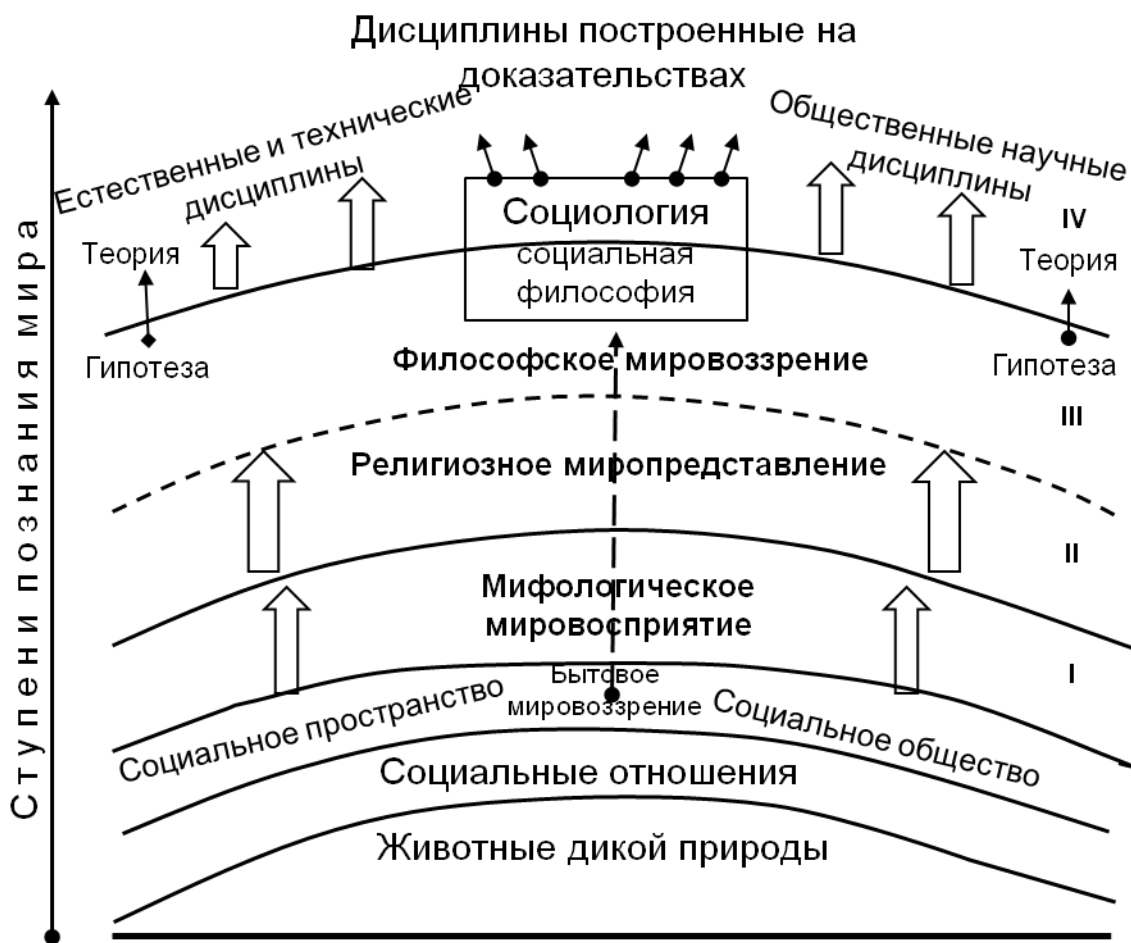 Дисциплины построенные на
доказательствах
Естественные и технические
дисциплины
Общественные научные
дисциплины
Социология
социальная
философия
IV
Теория
Теория
Гипотеза
Гипотеза
Философское мировоззрение
III
Религиозное миропредставление
II
Мифологическое
мировосприятие
I
Бытовое
мировоззрение
Социальное пространство
Социальное общество
Социальные отношения
Животные дикой природы
Ступени познания мира